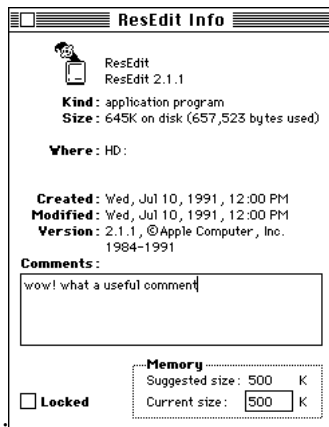 ResEdit Info
ResEdit
ResEdit 2.1.1
Kind: application program
Size: 645K on disk (657,523 bytes used)
Where: HD:
Created: Wed, Jul 10, 1991, 12:00 PM
Modified: Wed, Jul 10, 1991, 12:00 PM
Version: 2.1.1, ©Apple Computer, Inc.
1984-1991
Comments:
wow! what a useful comment
Memory
Suggested size: 500 K
Locked Current size: 500 K